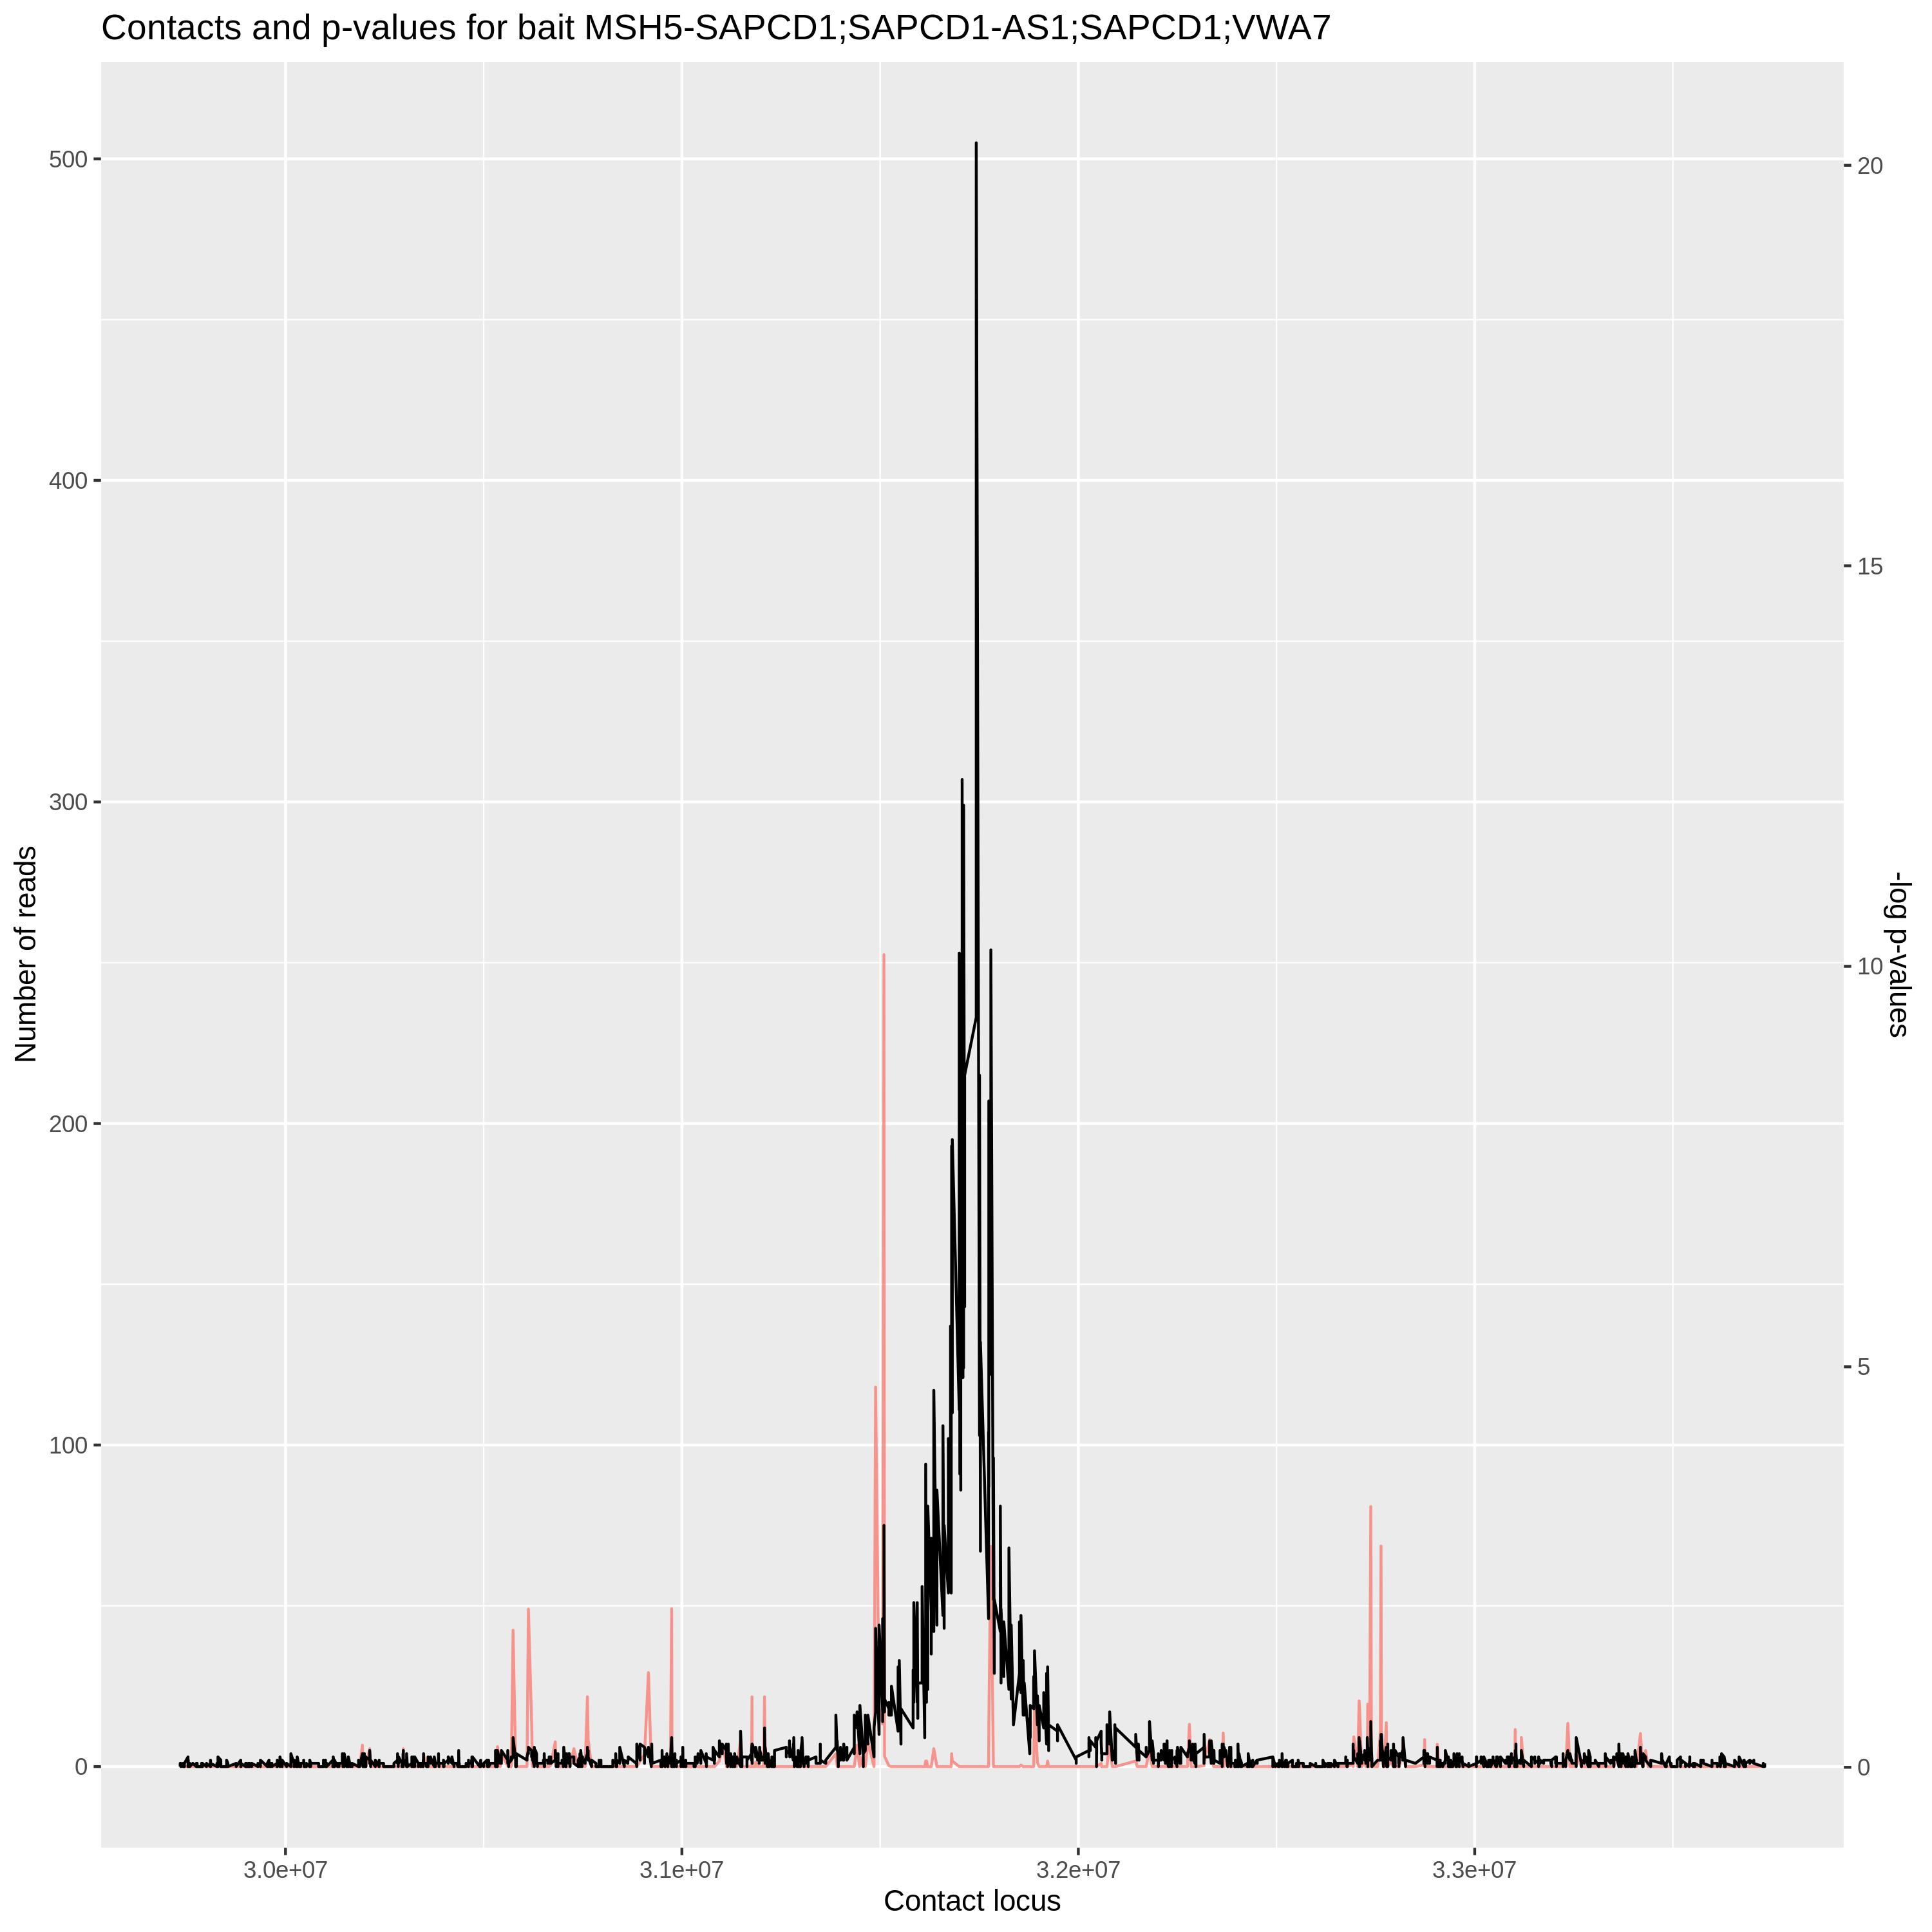 Contacts and p-values for bait MSH5-SAPCD1;SAPCD1-AS1;SAPCD1;VWA7
Number of reads
500
400
300
200
100
0
20
15
10
5
0
-log p-values
3.0e+07
3.1e+07
3.2e+07
3.3e+07
Contact locus